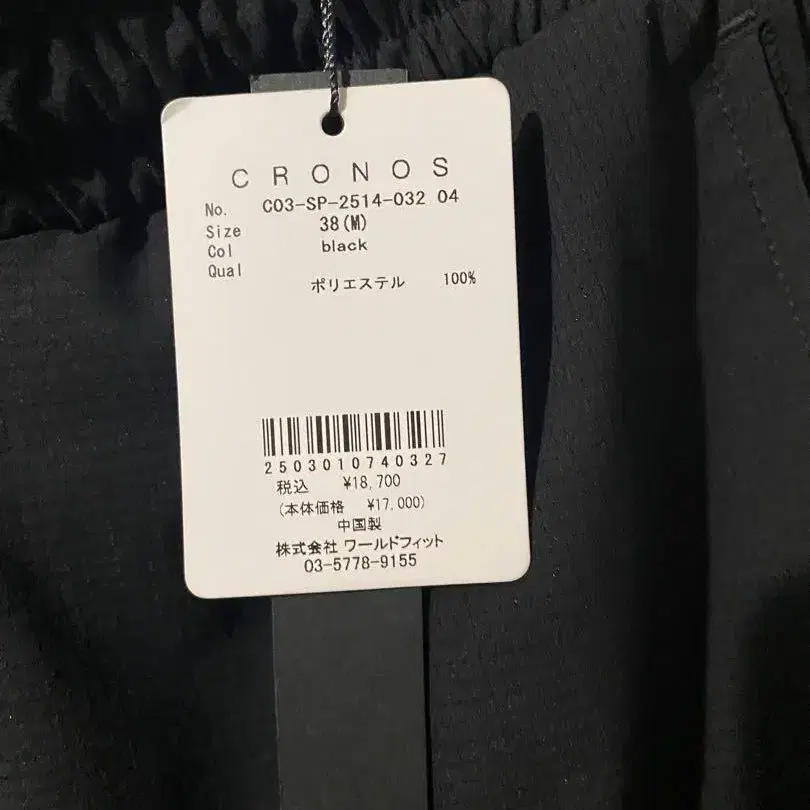 CRONOS
No. C03-SP-2514-032 04
Size 38(M)
Col black
Qual
ポリエステル 100%
2503010740327
税込 ¥18,700
(本体価格 ¥17,000)
中国製
株式会社 ワールドフィット
03-5778-9155